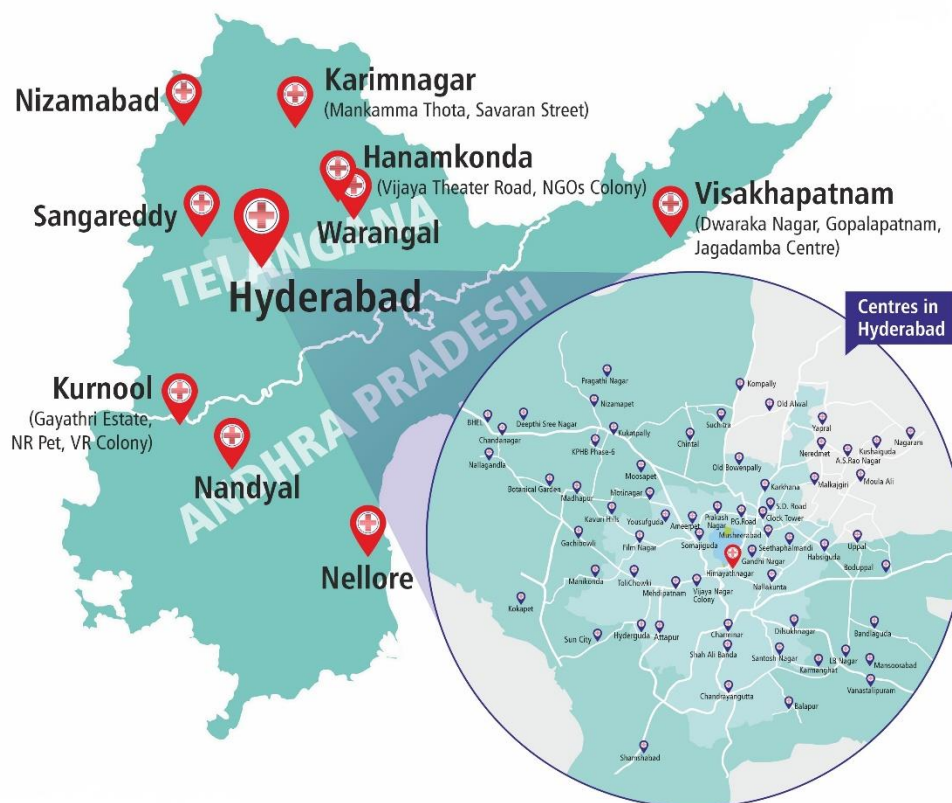 Nizamabad
Karimnagar
(Mankamma Thota, Savaran Street)
Hanamkonda
(Vijaya Theater Road, NGOs Colony)
Warangal
Sangareddy
Visakhapatnam
(Dwaraka Nagar, Gopalapatnam,
Jagadamba Centre)
TELANGANA
Hyderabad
ANDHRA PRADESH
Kurnool
(Gayathri Estate,
NR Pet, VR Colony)
Nandyal
Nellore
Centres in
Hyderabad
Pragathi Nagar
Kompally
Nizamapet
Old Alwal
BHEL
Deepthi Sree Nagar
Suchitra
Yapral
Chandanagar
Kukatpally
Chintal
Nagaram
KPHB Phase-6
Kushaiguda
Neredmet
A.S.Rao Nagar
Nallagandla
Moosapet
Old Bowenpally
Botanical Garden
Madhapur
Motinagar
Karkhana
Malkajgiri
Moula Ali
Kavuri Hills
Yousufguda
Ameerpet
Prakash
Nagar
P.G.Road
S.D. Road
Clock Tower
Musheerabad
Gachibowli
Film Nagar
Somajiguda
Seethaphalmandi
Habsiguda
Uppal
Gandhi Nagar
Boduppal
Himayathnagar
Manikonda
ToliChowki
Mehdipatnam
Vijaya Nagar
Colony
Nallakunta
Kokapet
Sun City
Hyderguda
Attapur
Charminar
Dilsukhnagar
Bandlaguda
Shah Ali Banda
Santosh Nagar
Karmanghat
LB Nagar
Mansoorabad
Vanastalipuram
Chandrayangutta
Balapur
Shamshabad